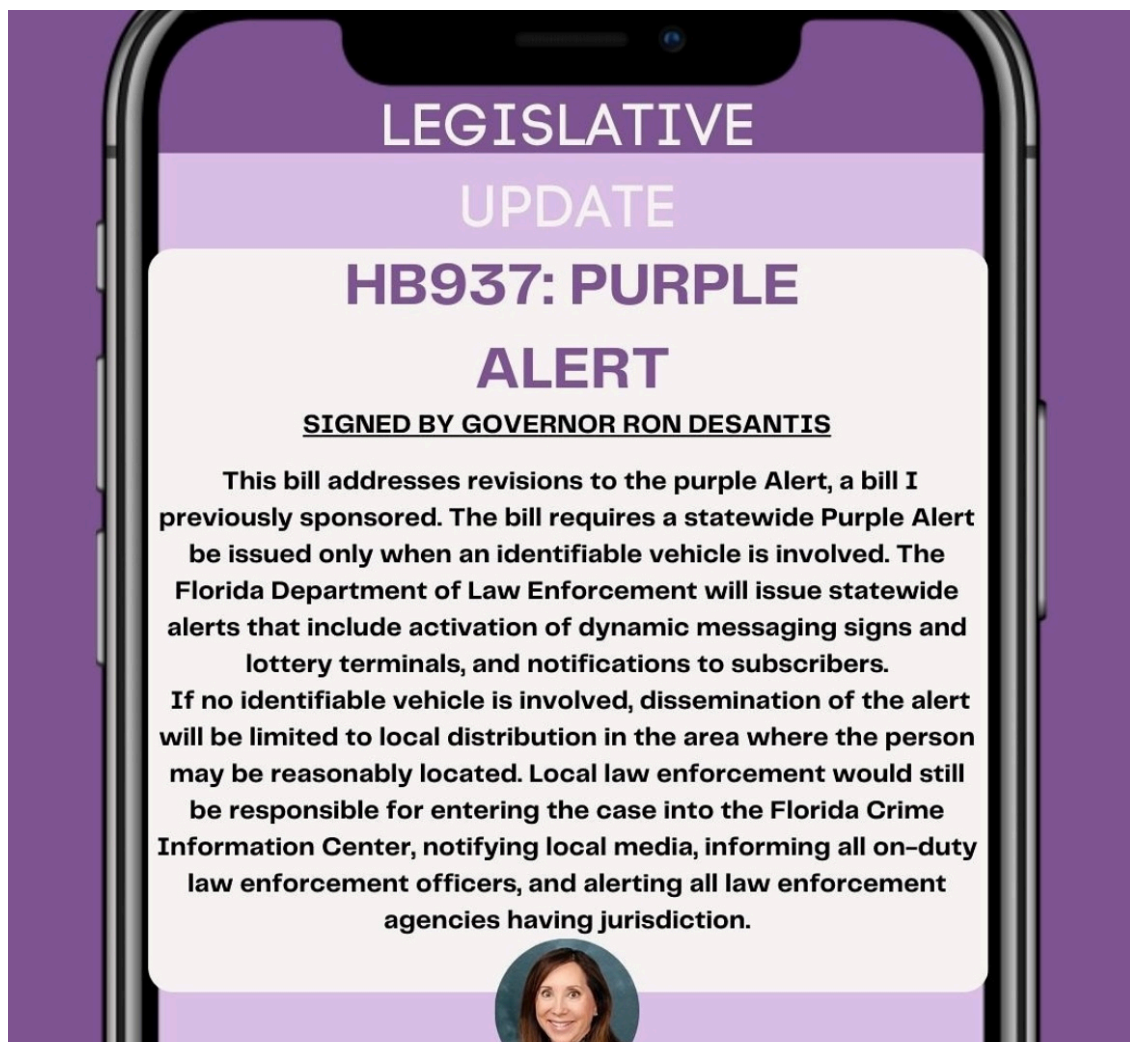 LEGISLATIVE
UPDATE
HB937: PURPLE
ALERT
SIGNED BY GOVERNOR RON DESANTIS
This bill addresses revisions to the purple Alert, a bill I
previously sponsored. The bill requires a statewide Purple Alert
be issued only when an identifiable vehicle is involved. The
Florida Department of Law Enforcement will issue statewide
alerts that include activation of dynamic messaging signs and
lottery terminals, and notifications to subscribers.
If no identifiable vehicle is involved, dissemination of the alert
will be limited to local distribution in the area where the person
may be reasonably located. Local law enforcement would still
be responsible for entering the case into the Florida Crime
Information Center, notifying local media, informing all on-duty
law enforcement officers, and alerting all law enforcement
agencies having jurisdiction.